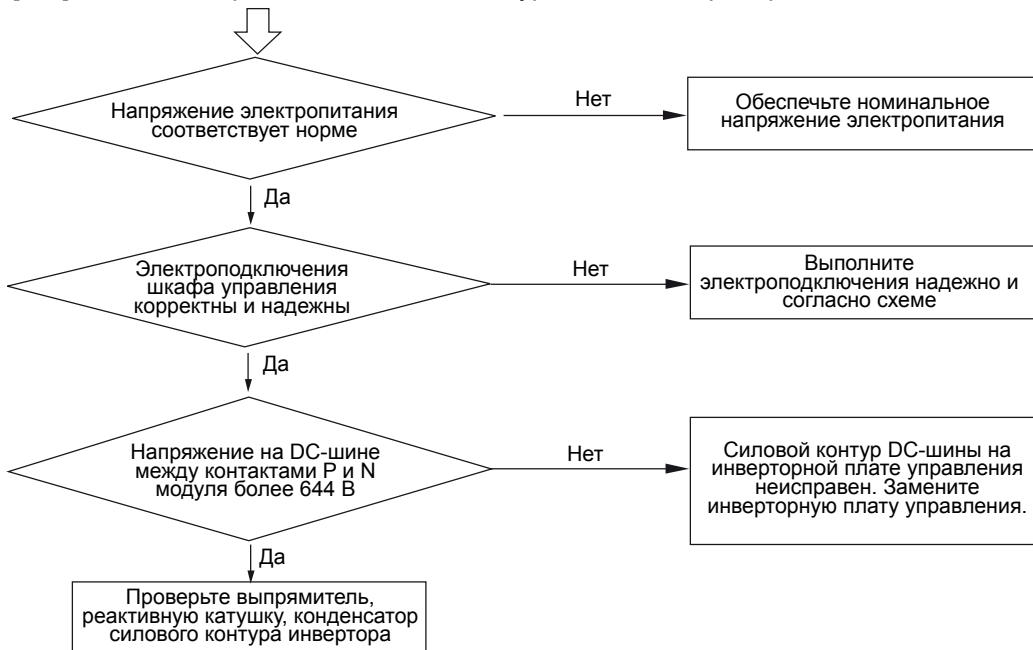 Напряжение электропитания
соответствует норме
Нет
Обеспечьте номинальное
напряжение электропитания
Да
Электроподключения
шкафа управления
корректны и надежны
Нет
Выполните
электроподключения надежно и
согласно схеме
Да
Напряжение на DC-шине
между контактами P и N
модуля более 644 В
Нет
Силовой контур DC-шины на
инверторной плате управления
неисправен. Замените
инверторную плату управления.
Да
Проверьте выпрямитель,
реактивную катушку, конденсатор
силового контура инвертора